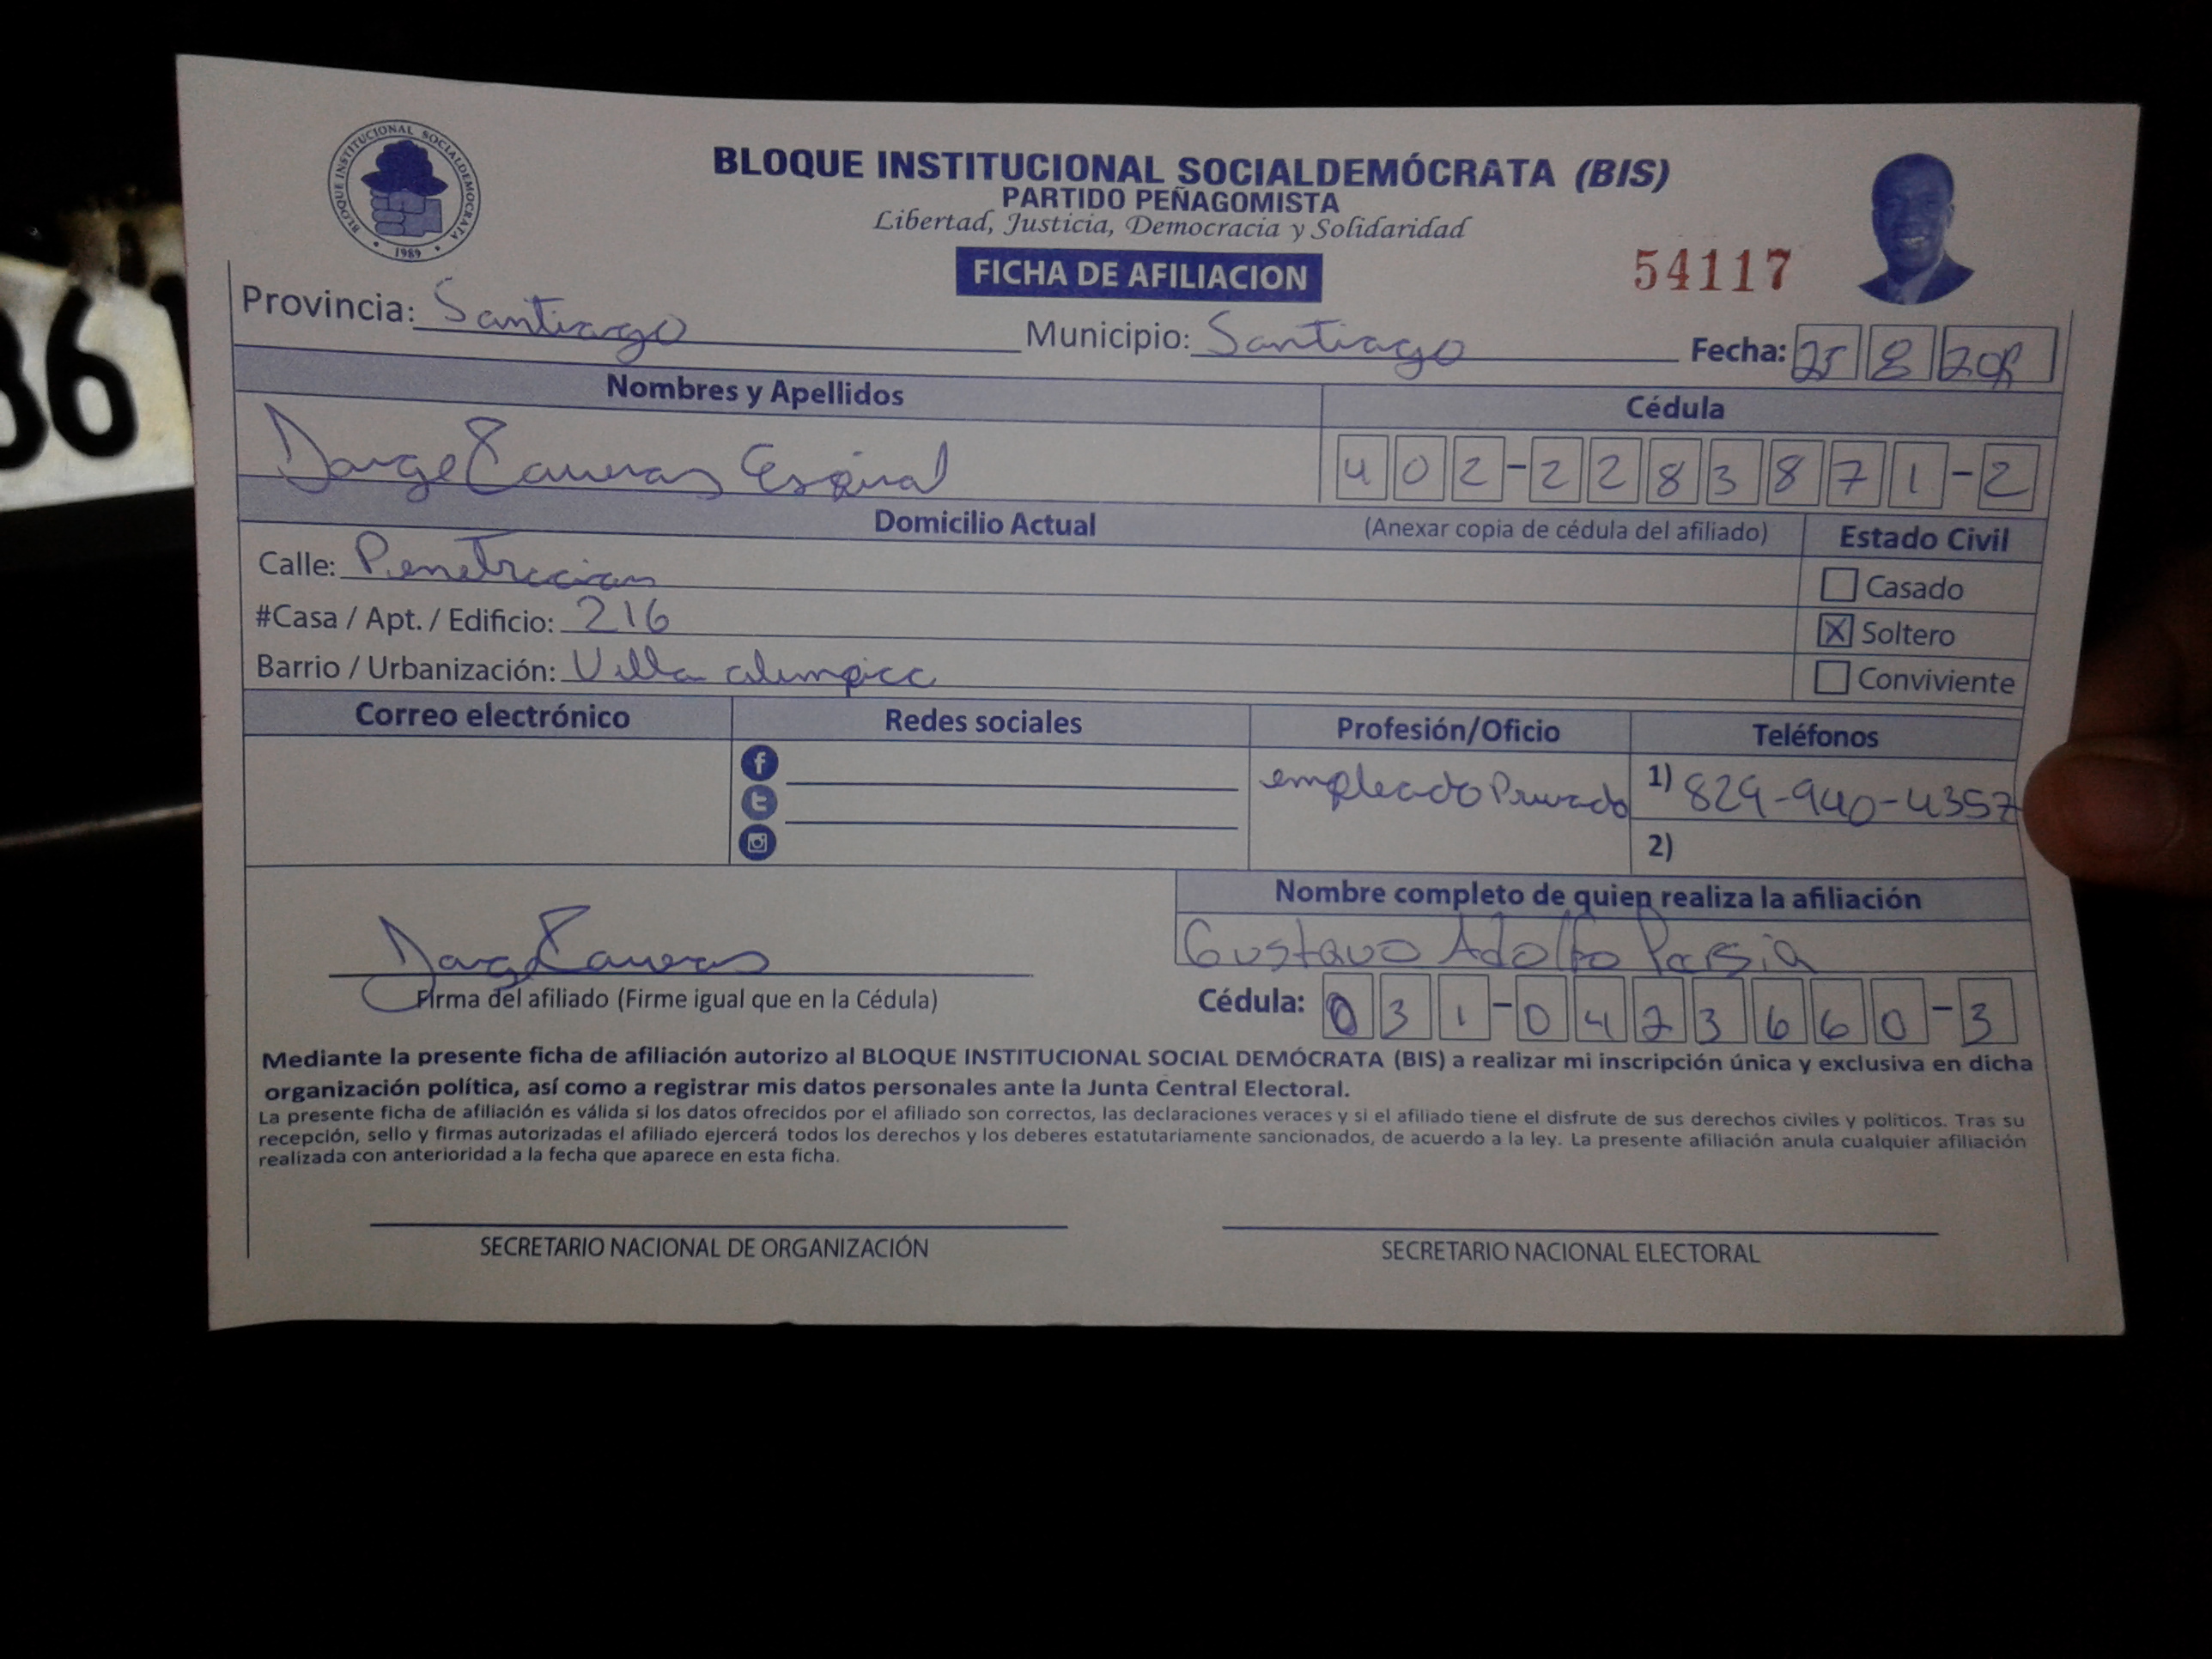 BLOQUE INSTITUCIONAL SOCIALDEMOCRATA
1989
BLOQUE INSTITUCIONAL SOCIALDEMÓCRATA (BIS)
PARTIDO PEÑAGOMISTA
Libertad, Justicia, Democracia y Solidaridad
FICHA DE AFILIACION
54117
Provincia: Santiago Municipio: Santiago Fecha: 25 8
Nombres y Apellidos Cédula
Espinal 402-2283871-2
Domicilio Actual (Anexar copia de cédula del afiliado) Estado Civil
Calle: Penetracion
Casado
#Casa / Apt. / Edificio: 216
X Soltero
Barrio / Urbanización: Villa olimpica
Conviviente
Correo electrónico Redes sociales Profesión/Oficio Teléfonos
empleado Privado 1) 829-940-4357
2)
Nombre completo de quien realiza la afiliación
Gustavo Adolfo
Firma del afiliado (Firme igual que en la Cédula) Cédula: 031-0423660-3
Mediante la presente ficha de afiliación autorizo al BLOQUE INSTITUCIONAL SOCIAL DEMÓCRATA (BIS) a realizar mi inscripción única y exclusiva en dicha
organización política, así como a registrar mis datos personales ante la Junta Central Electoral.
La presente ficha de afiliación es válida si los datos ofrecidos por el afiliado son correctos, las declaraciones veraces y si el afiliado tiene el disfrute de sus derechos civiles y políticos. Tras su
recepción, sello y firmas autorizadas el afiliado ejercerá todos los derechos y los deberes estatutariamente sancionados, de acuerdo a la ley. La presente afiliación anula cualquier afiliación
realizada con anterioridad a la fecha que aparece en esta ficha.
SECRETARIO NACIONAL DE ORGANIZACIÓN SECRETARIO NACIONAL ELECTORAL